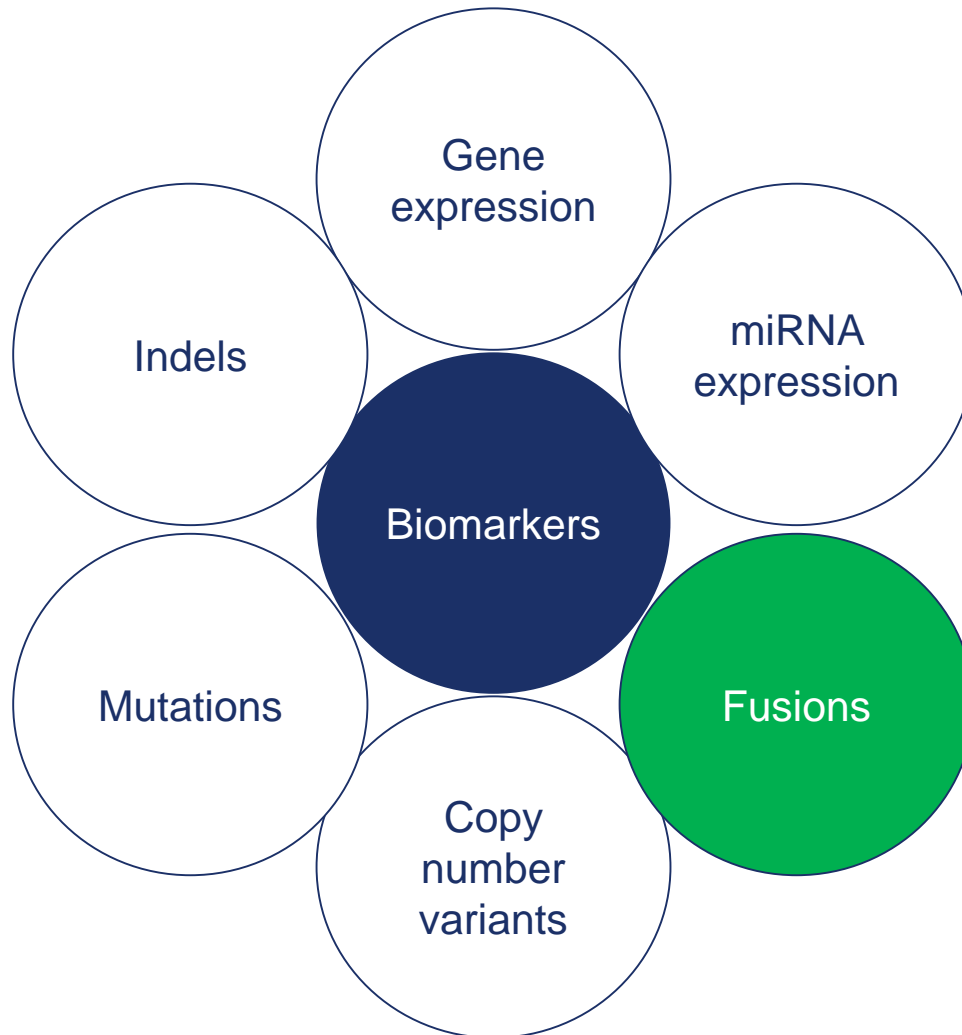 Gene
expression
Indels
miRNA
expression
Biomarkers
Mutations
Fusions
Copy
number
variants